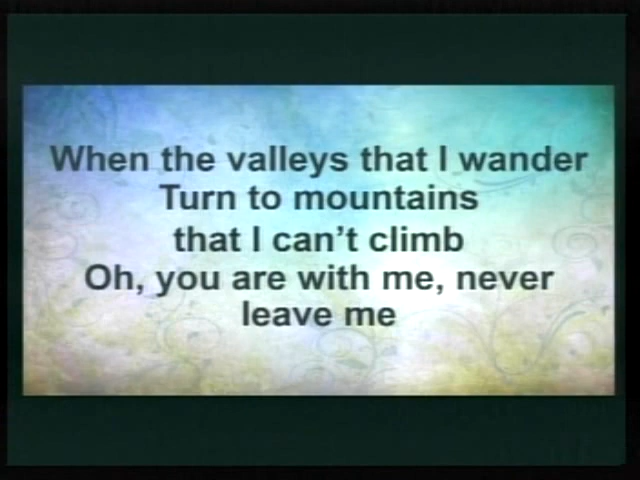 When the valleys that I wander
Turn to mountains
that I can't climb
Oh, you are with me, never
leave me